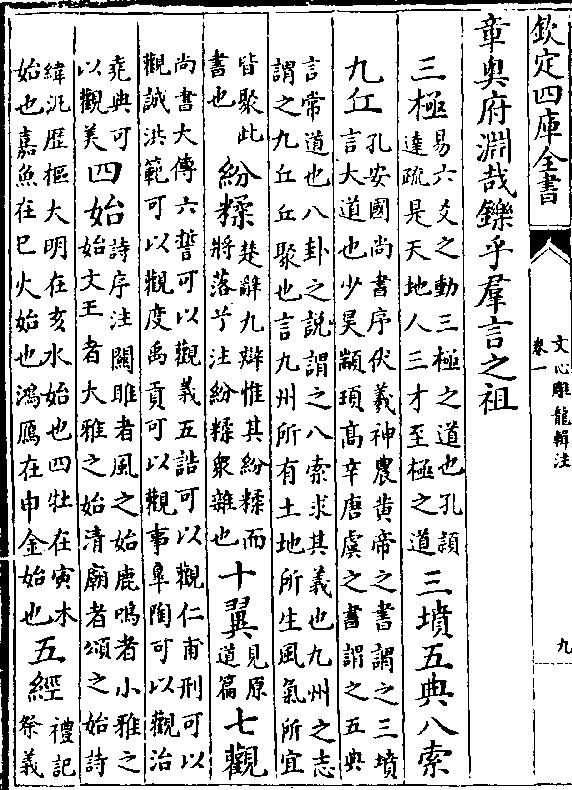 欽定四庫全書
文心雕龍輯注
卷一
九
章奥府淵哉鑠乎羣言之祖
三極易六爻之動三極之道也孔穎達疏是天地人三才至極之道三墳五典八索
九丘孔安國尚書序伏羲神農黃帝之書謂之三墳言大道也少昊顓頊髙辛唐虞之書謂之五典
言常道也八卦之説謂之八索求其義也九州之志謂之九丘丘聚也言九州所有土地所生風氣所宜
皆聚此書也紛糅楚辭九辯惟其紛糅而將落兮注紛糅衆雜也十翼見原道篇七觀
尚書大傳六誓可以觀義五誥可以觀仁甫刑可以觀誡洪範可以觀度禹貢可以觀事臯陶可以觀治
堯典可以觀美四始詩序注關雎者風之始鹿鳴者小雅之始文王者大雅之始清廟者頌之始詩
緯汎歴樞大明在亥水始也四牡在寅木始也嘉魚在巳火始也鴻鴈在申金始也五經禮記祭義